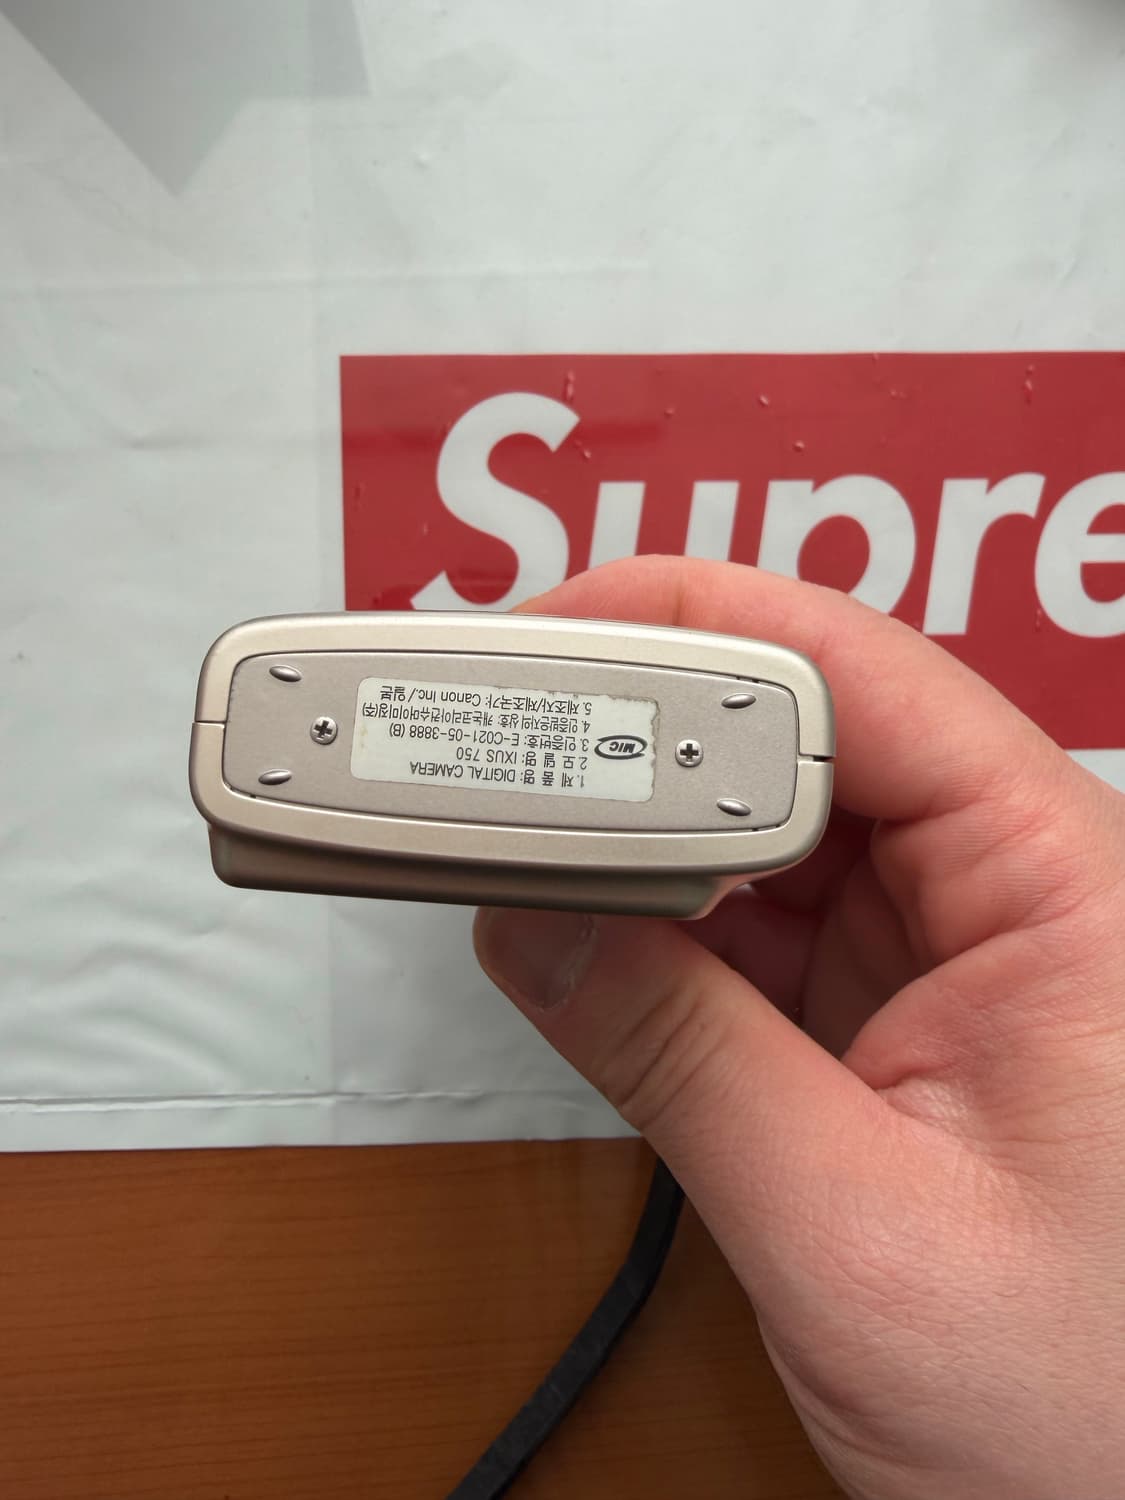 Supre
1. 제 품 명: DIGITAL CAMERA
2. 모 델 명: IXUS 750
3. 인증번호: E-C021-05-3888 (B)
4. 인증받은자의 상호: 캐논코리아컨슈머이미징(주)
5. 제조자/제조국가: Canon Inc./일본
MIC